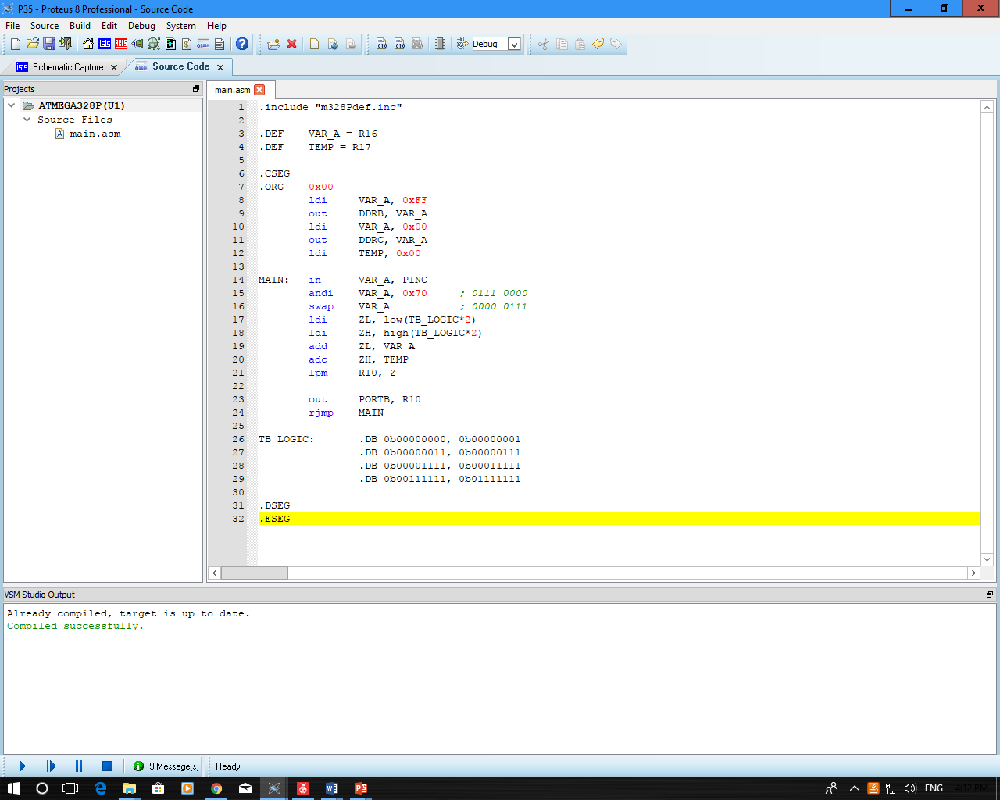 P35 - Proteus 8 Professional - Source Code
File Source Build Edit Debug System Help
Debug
Schematic Capture Source Code
Projects
ATMEGA328P(U1)
Source Files
main.asm
main.asm
1 .include "m328Pdef.inc"
2
3 .DEF VAR_A = R16
4 .DEF TEMP = R17
5
6 .CSEG
7 .ORG 0x00
8 ldi VAR_A, 0xFF
9 out DDRB, VAR_A
10 ldi VAR_A, 0x00
11 out DDRC, VAR_A
12 ldi TEMP, 0x00
13
14 MAIN: in VAR_A, PINC
15 andi VAR_A, 0x70 ; 0111 0000
16 swap VAR_A ; 0000 0111
17 ldi ZL, low(TB_LOGIC*2)
18 ldi ZH, high(TB_LOGIC*2)
19 add ZL, VAR_A
20 adc ZH, TEMP
21 lpm R10, Z
22
23 out PORTB, R10
24 rjmp MAIN
25
26 TB_LOGIC: .DB 0b00000000, 0b00000001
27 .DB 0b00000011, 0b00000111
28 .DB 0b00001111, 0b00011111
29 .DB 0b00111111, 0b01111111
30
31 .DSEG
32 .ESEG
VSM Studio Output
Already compiled, target is up to date.
Compiled successfully.
9 Message(s) Ready
ENG 4:12 PM